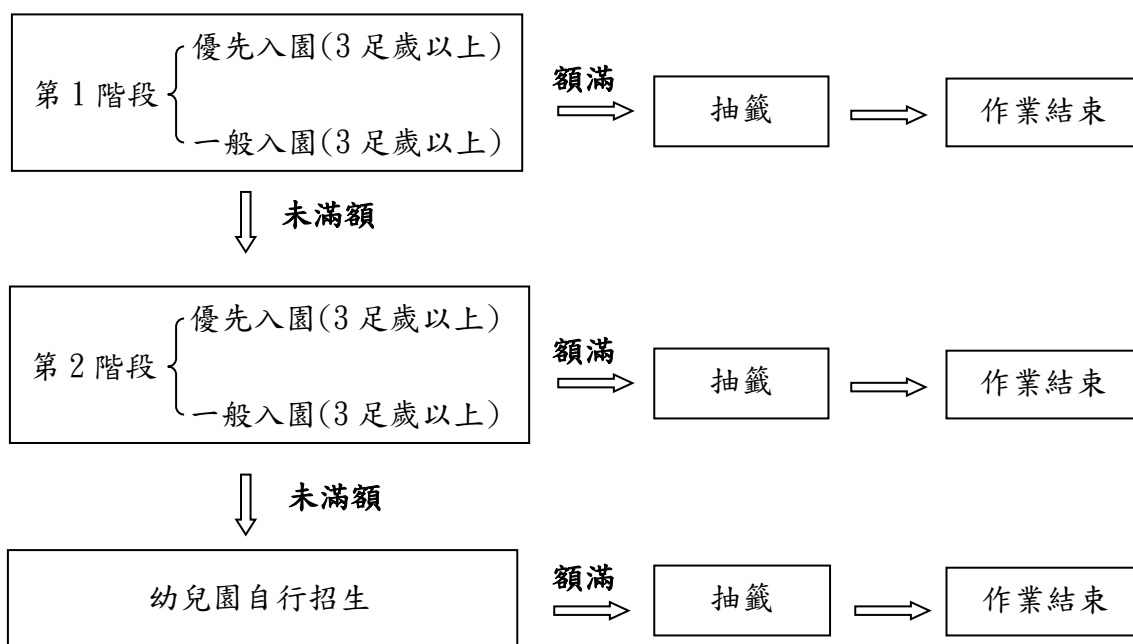 優先入園(3 足歲以上)
第 1 階段
一般入園(3 足歲以上)
額滿
抽籤
作業結束
未滿額
優先入園(3 足歲以上)
第 2 階段
一般入園(3 足歲以上)
額滿
抽籤
作業結束
未滿額
幼兒園自行招生
額滿
抽籤
作業結束